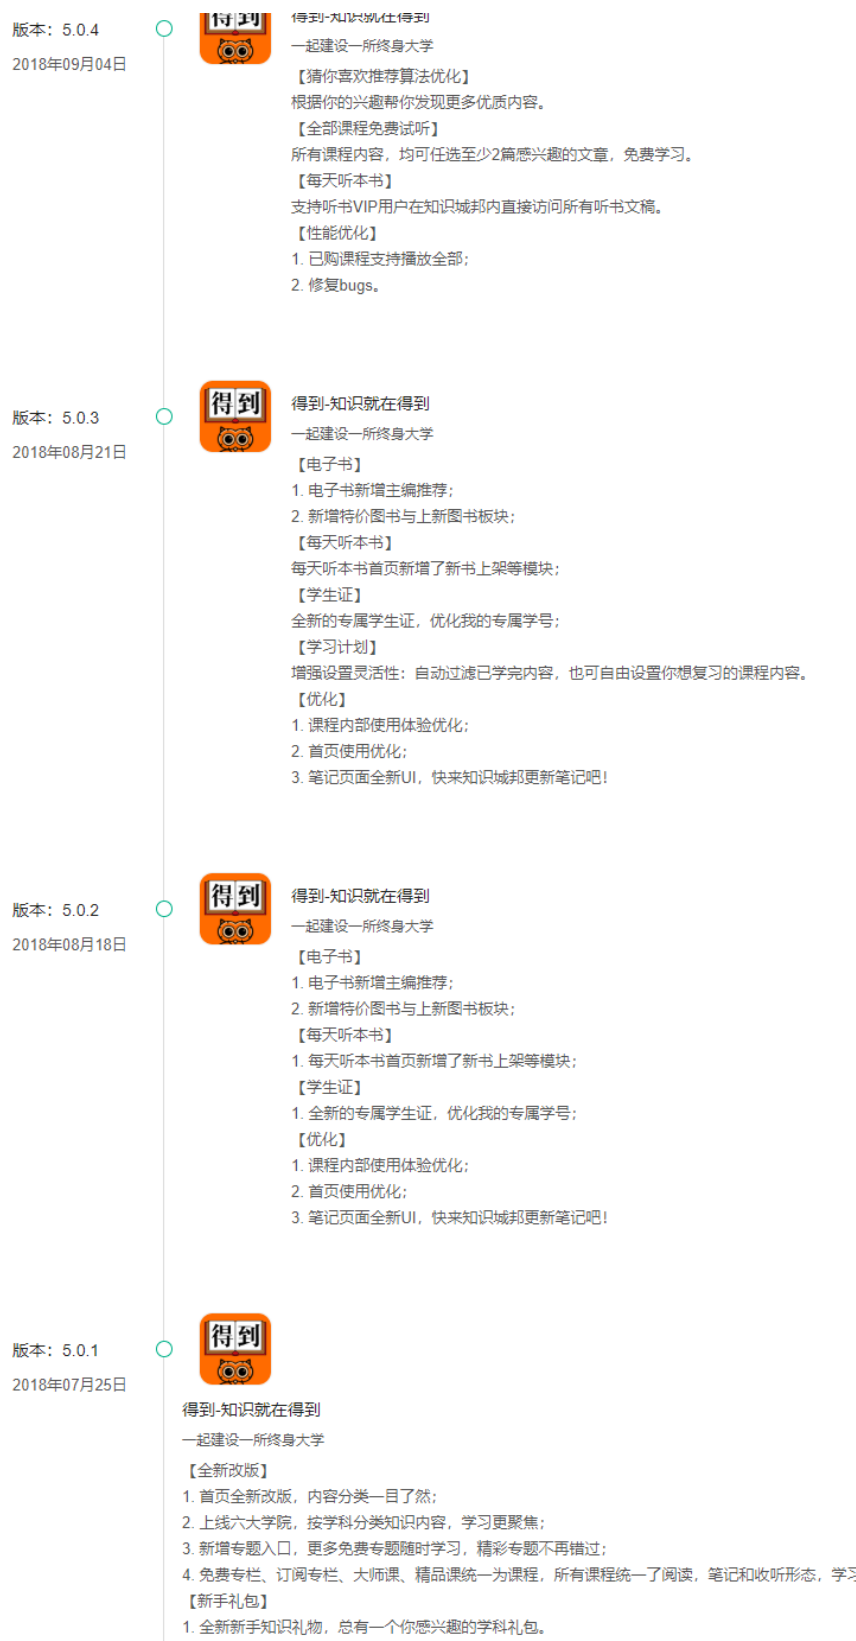 版本：5.0.4
2018年09月04日
得到
得到-知识就在得到
一起建设一所终身大学
【猜你喜欢推荐算法优化】
根据你的兴趣帮你发现更多优质内容。
【全部课程免费试听】
所有课程内容，均可任选至少2篇感兴趣的文章，免费学习。
【每天听本书】
支持听书VIP用户在知识城邦内直接访问所有听书文稿。
【性能优化】
1. 已购课程支持播放全部；
2. 修复bugs。
版本：5.0.3
2018年08月21日
得到
得到-知识就在得到
一起建设一所终身大学
【电子书】
1. 电子书新增主编推荐；
2. 新增特价图书与上新图书板块；
【每天听本书】
每天听本书首页新增了新书上架等模块；
【学生证】
全新的专属学生证，优化我的专属学号；
【学习计划】
增强设置灵活性：自动过滤已学完内容，也可自由设置你想复习的课程内容。
【优化】
1. 课程内部使用体验优化；
2. 首页使用优化；
3. 笔记页面全新UI，快来知识城邦更新笔记吧！
版本：5.0.2
2018年08月18日
得到
得到-知识就在得到
一起建设一所终身大学
【电子书】
1. 电子书新增主编推荐；
2. 新增特价图书与上新图书板块；
【每天听本书】
1. 每天听本书首页新增了新书上架等模块；
【学生证】
1. 全新的专属学生证，优化我的专属学号；
【优化】
1. 课程内部使用体验优化；
2. 首页使用优化；
3. 笔记页面全新UI，快来知识城邦更新笔记吧！
版本：5.0.1
2018年07月25日
得到
得到-知识就在得到
一起建设一所终身大学
【全新改版】
1. 首页全新改版，内容分类一目了然；
2. 上线六大学院，按学科分类知识内容，学习更聚焦；
3. 新增专题入口，更多免费专题随时学习，精彩专题不再错过；
4. 免费专栏、订阅专栏、大师课、精品课统一为课程，所有课程统一了阅读，笔记和收听形态，学习
【新手礼包】
1. 全新新手知识礼物，总有一个你感兴趣的学科礼包。